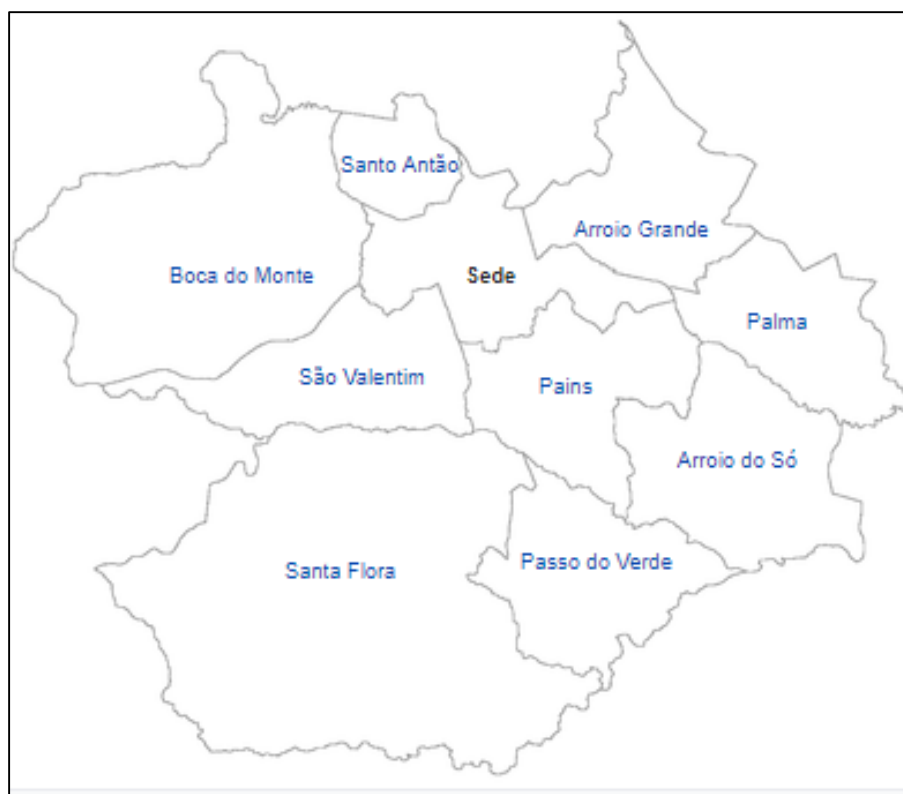 Santo Antão
Arroio Grande
Boca do Monte
Sede
Palma
São Valentim
Pains
Arroio do Só
Santa Flora
Passo do Verde